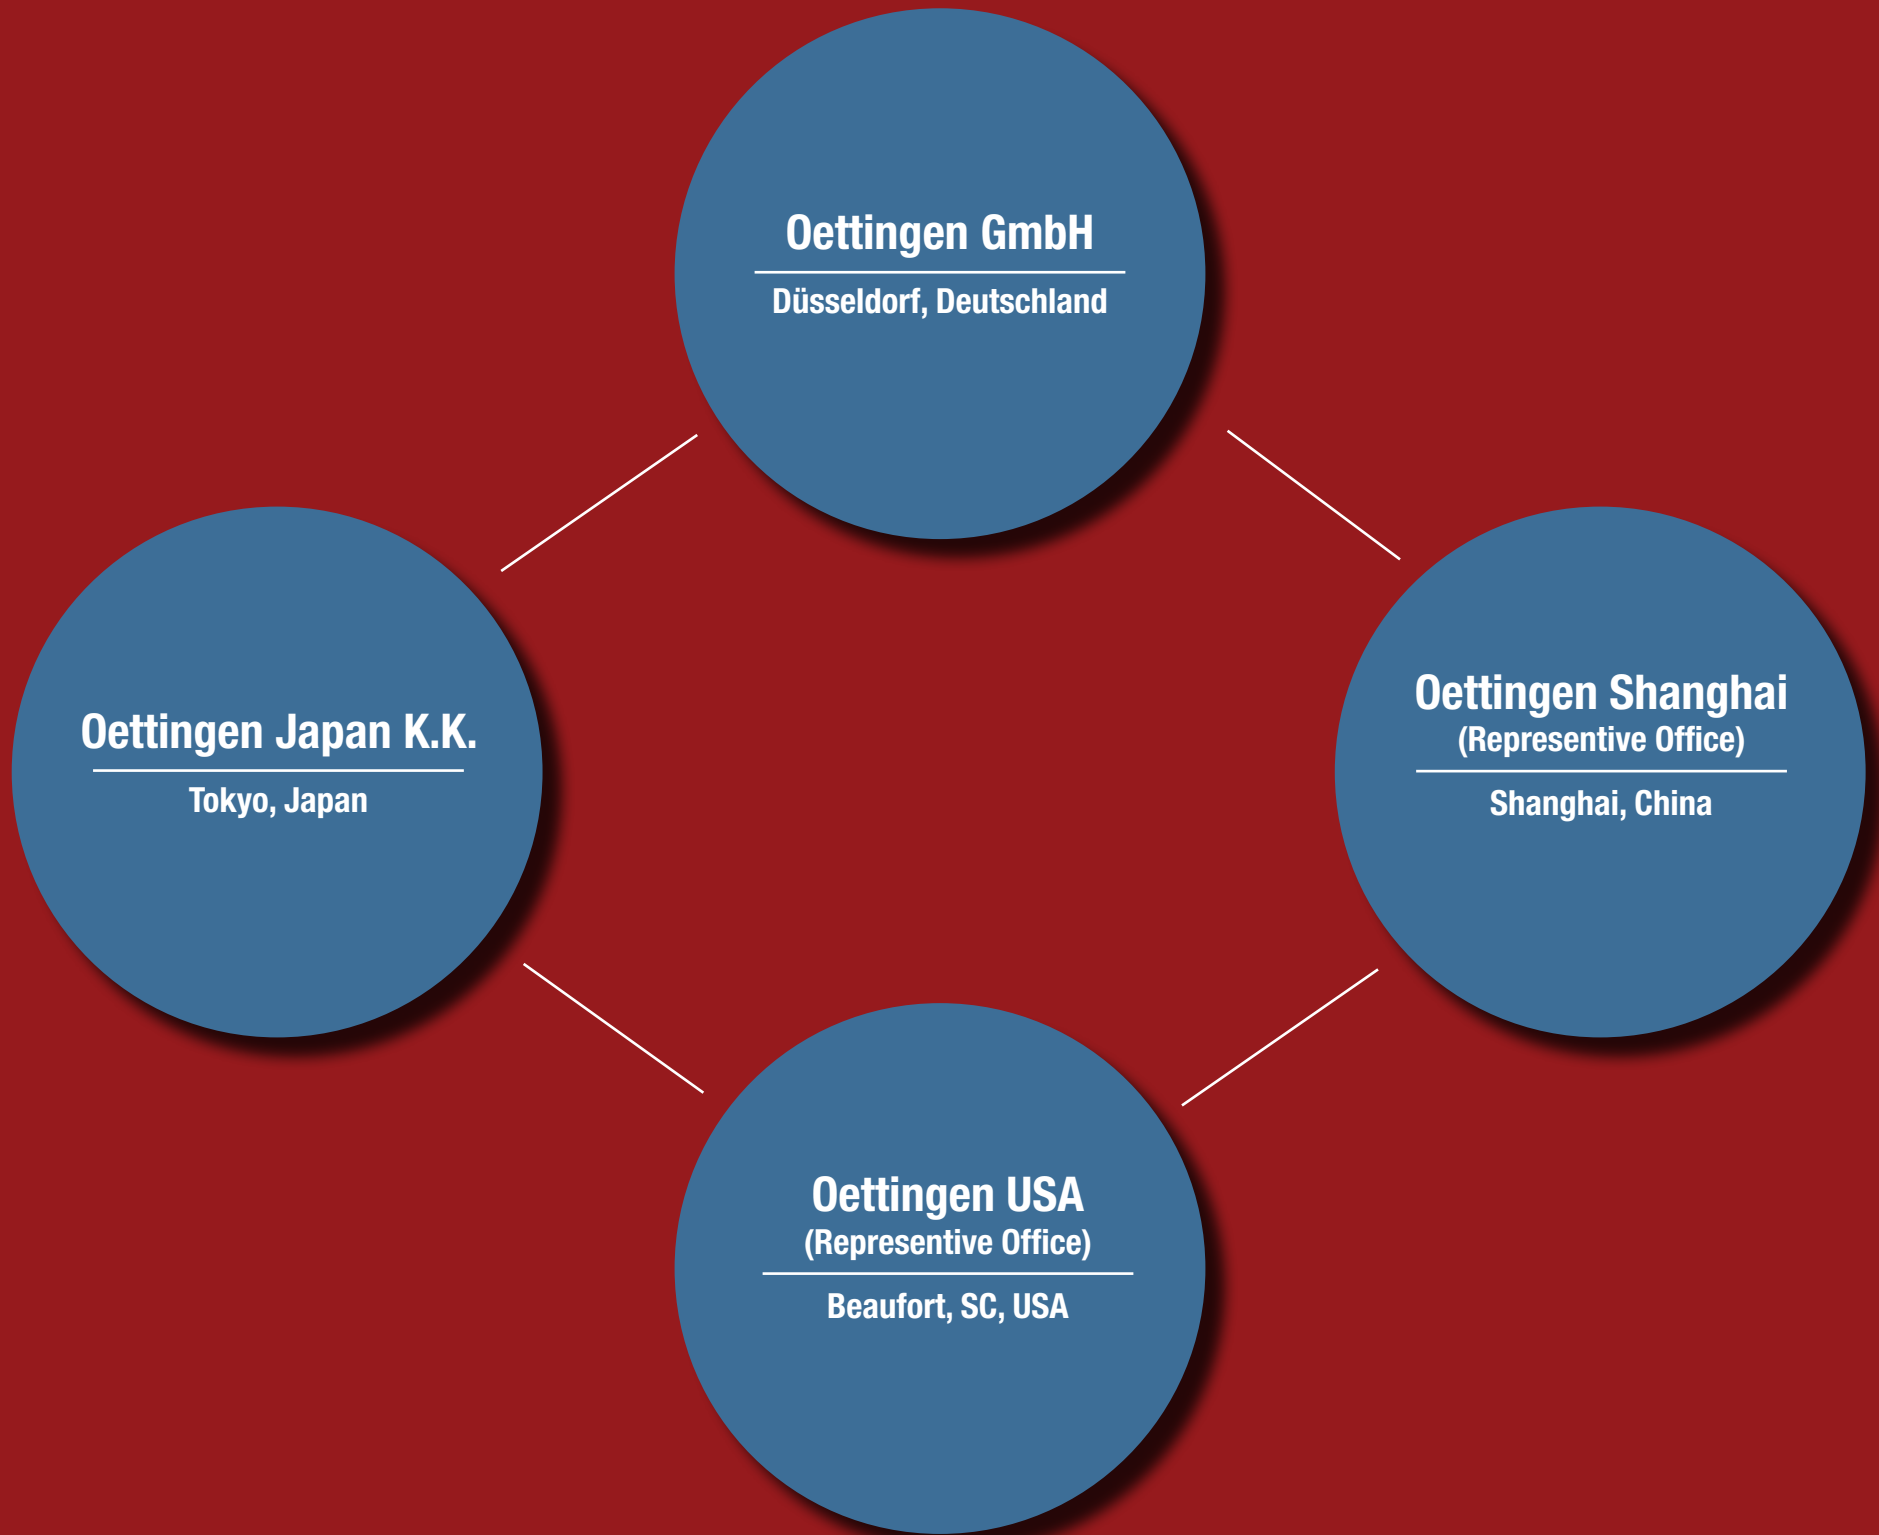 Oettingen GmbH
Düsseldorf, Deutschland
Oettingen Japan K.K.
Tokyo, Japan
Oettingen Shanghai
(Representive Office)
Shanghai, China
Oettingen USA
(Representive Office)
Beaufort, SC, USA